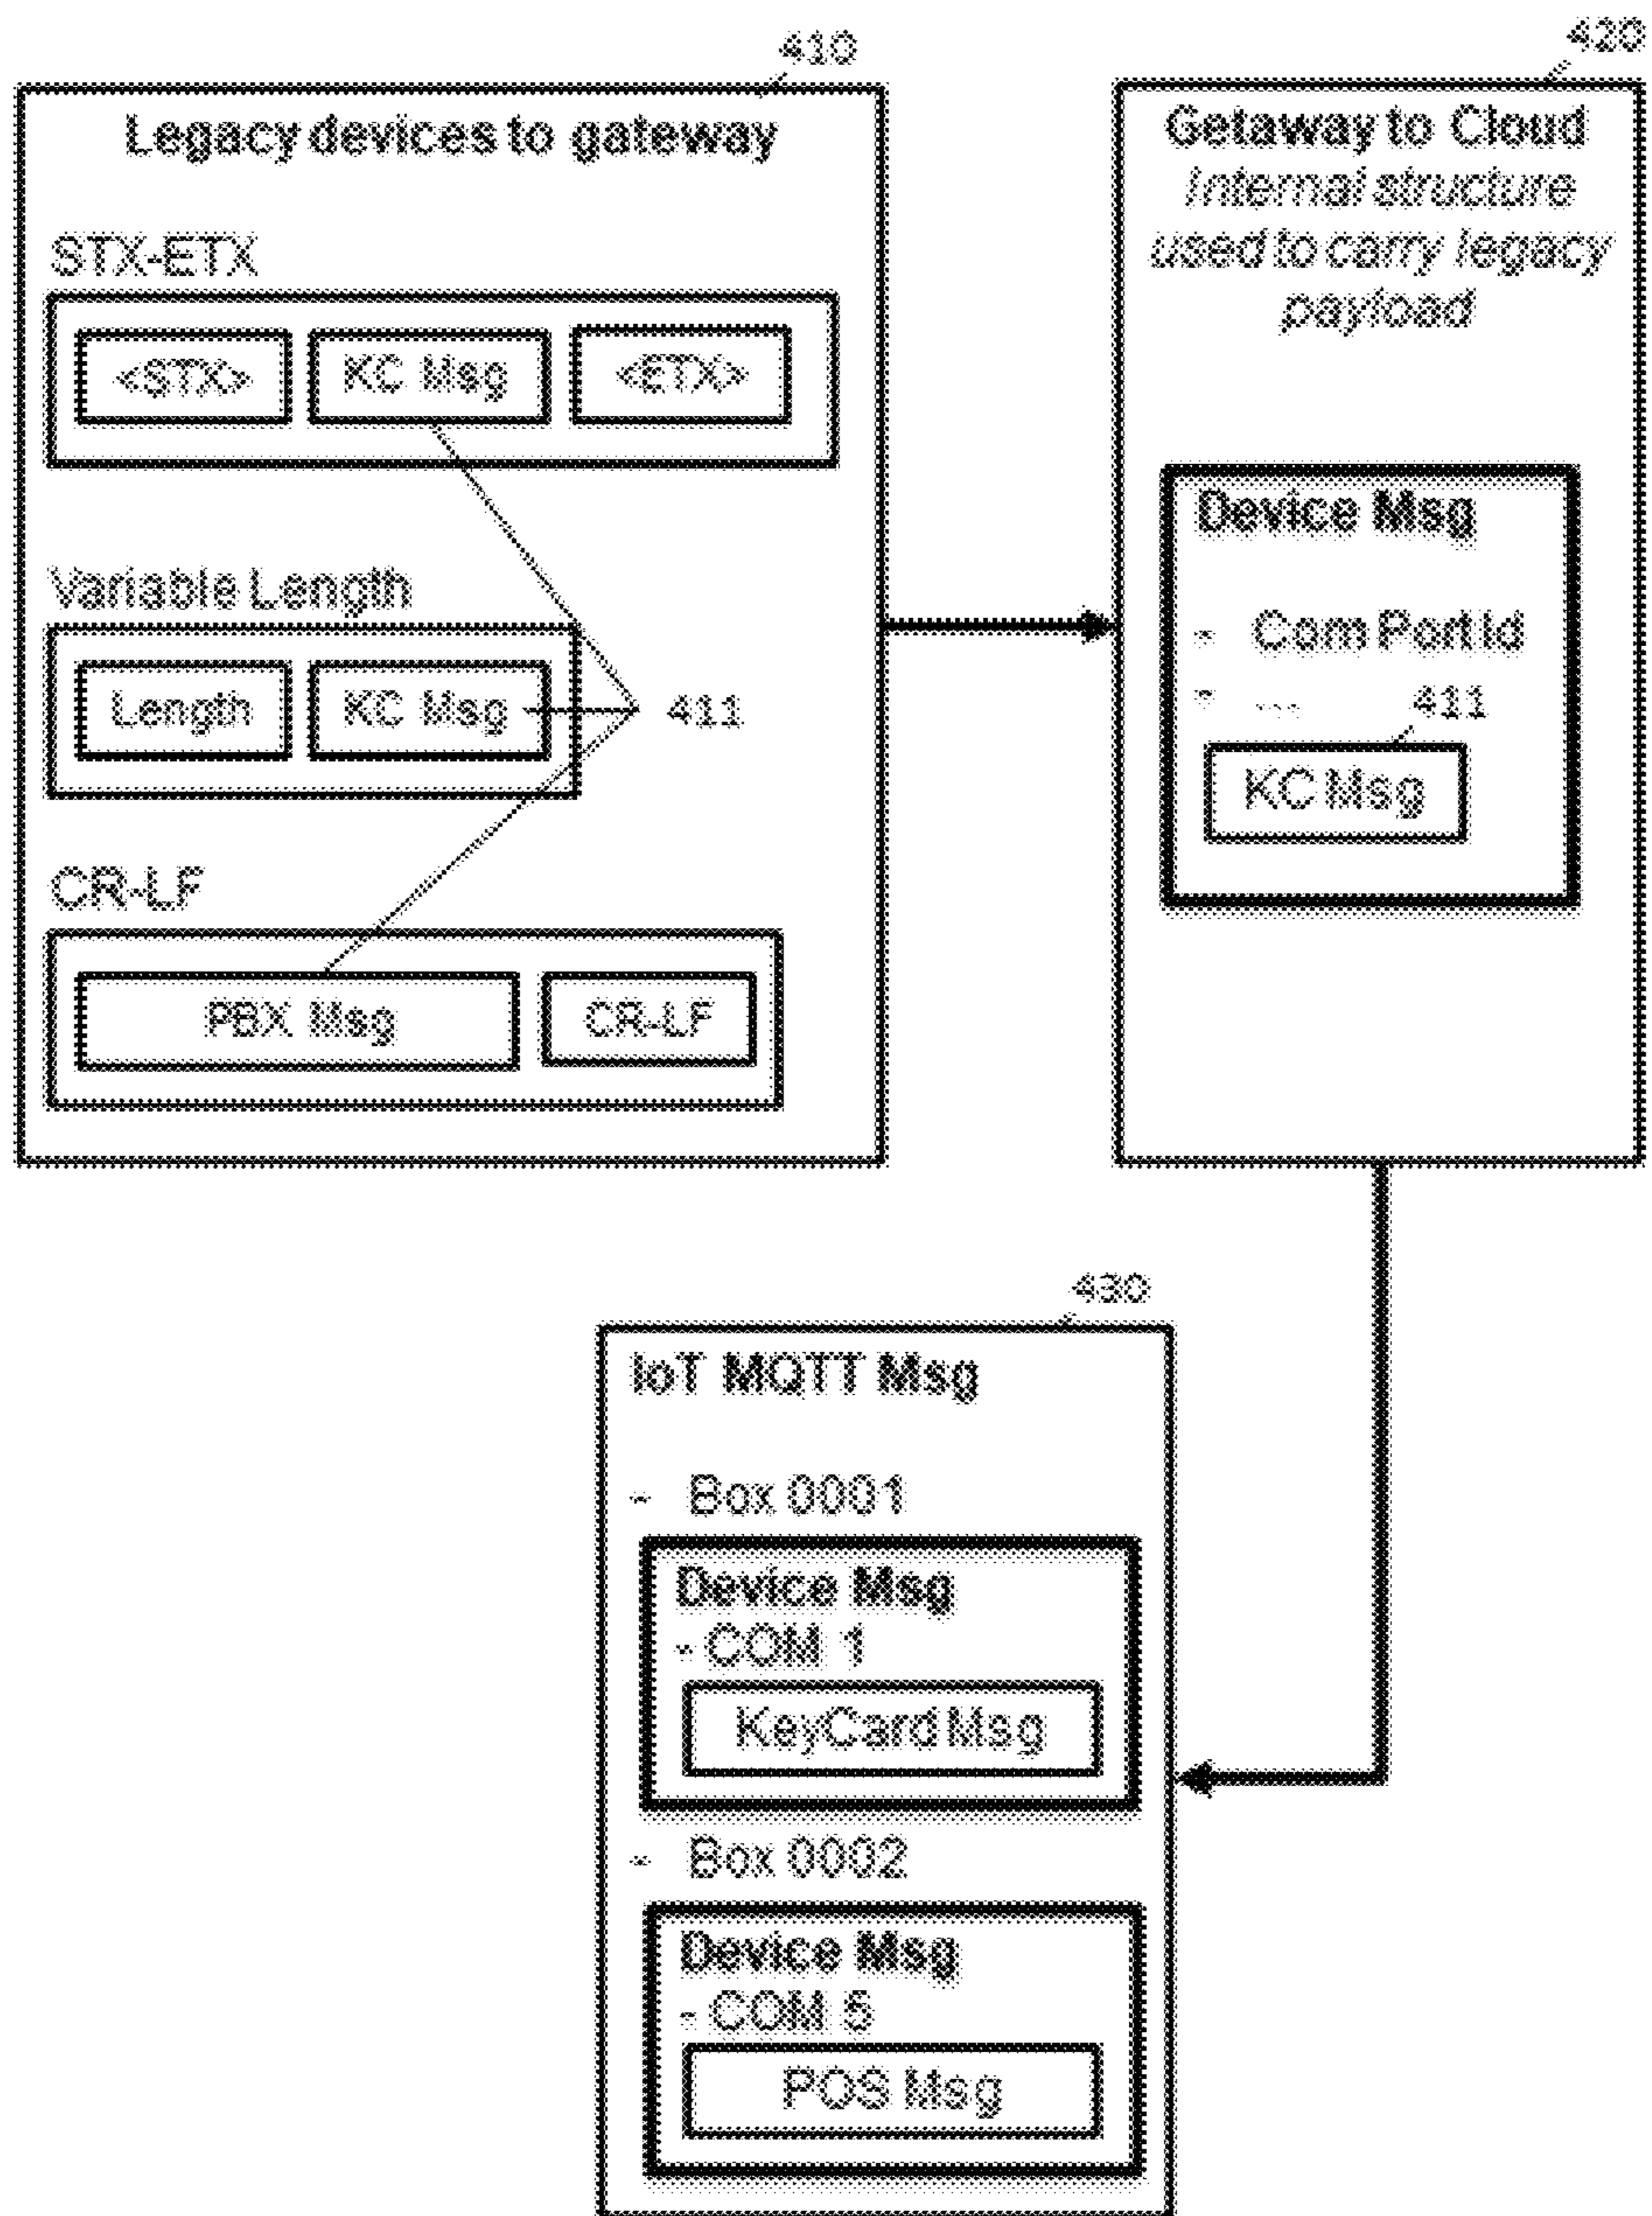 410
Legacy devices to gateway
STX-ETX
<STX> KC Msg <ETX>
Variable Length
Length KC Msg
411
CR-LF
PBX Msg CR-LF
420
Getaway to Cloud
Internal structure
used to carry legacy
payload
Device Msg
- Com Port Id
- ...
411
KC Msg
430
IoT MQTT Msg
- Box 0001
Device Msg
- COM 1
KeyCard Msg
- Box 0002
Device Msg
- COM 5
POS Msg